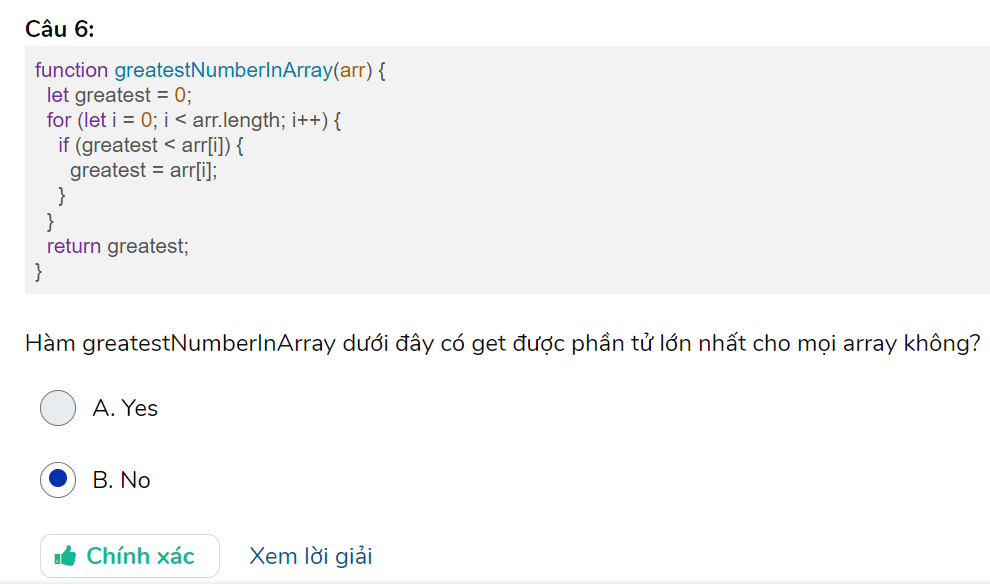 Câu 6:
function greatestNumberInArray(arr) {
let greatest = 0;
for (let i = 0; i < arr.length; i++) {
if (greatest < arr[i]) {
greatest = arr[i];
}
}
return greatest;
}
Hàm greatestNumberInArray dưới đây có get được phần tử lớn nhất cho mọi array không?
A. Yes
B. No
Chính xác Xem lời giải